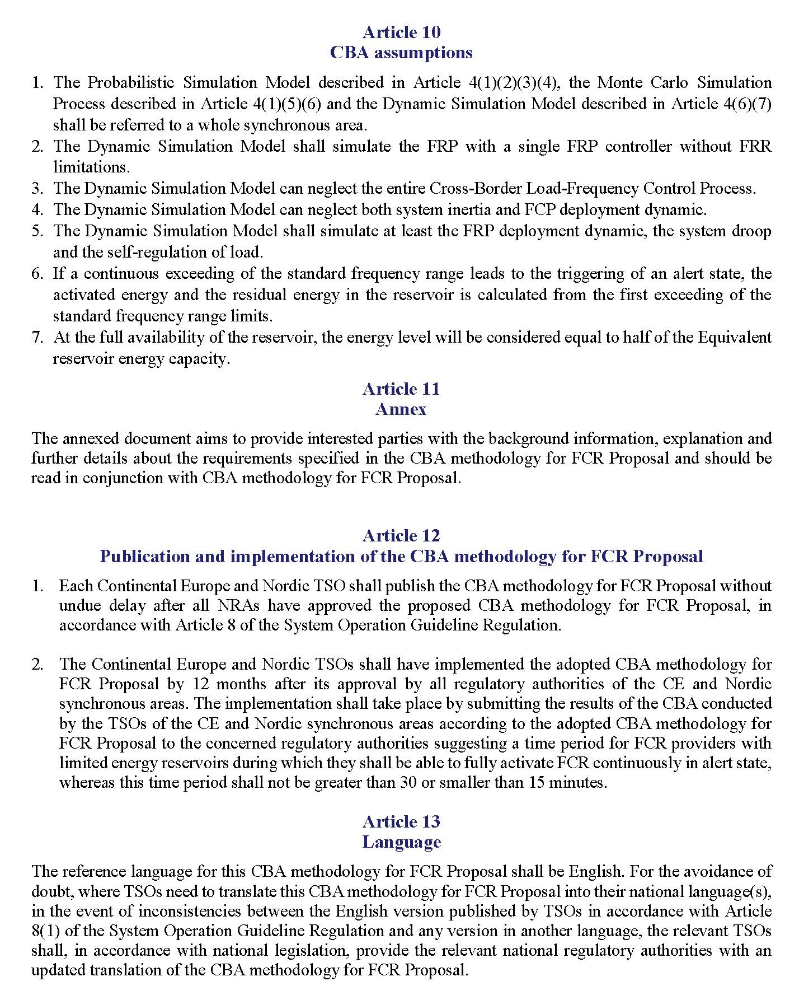 Article 10
CBA assumptions
1. The Probabilistic Simulation Model described in Article 4(1)(2)(3)(4), the Monte Carlo Simulation
Process described in Article 4(1)(5)(6) and the Dynamic Simulation Model described in Article 4(6)(7)
shall be referred to a whole synchronous area.
2. The Dynamic Simulation Model shall simulate the FRP with a single FRP controller without FRR
limitations.
3. The Dynamic Simulation Model can neglect the entire Cross-Border Load-Frequency Control Process.
4. The Dynamic Simulation Model can neglect both system inertia and FCP deployment dynamic.
5. The Dynamic Simulation Model shall simulate at least the FRP deployment dynamic, the system droop
and the self-regulation of load.
6. If a continuous exceeding of the standard frequency range leads to the triggering of an alert state, the
activated energy and the residual energy in the reservoir is calculated from the first exceeding of the
standard frequency range limits.
7. At the full availability of the reservoir, the energy level will be considered equal to half of the Equivalent
reservoir energy capacity.
Article 11
Annex
The annexed document aims to provide interested parties with the background information, explanation and
further details about the requirements specified in the CBA methodology for FCR Proposal and should be
read in conjunction with CBA methodology for FCR Proposal.
Article 12
Publication and implementation of the CBA methodology for FCR Proposal
1. Each Continental Europe and Nordic TSO shall publish the CBA methodology for FCR Proposal without
undue delay after all NRAs have approved the proposed CBA methodology for FCR Proposal, in
accordance with Article 8 of the System Operation Guideline Regulation.
2. The Continental Europe and Nordic TSOs shall have implemented the adopted CBA methodology for
FCR Proposal by 12 months after its approval by all regulatory authorities of the CE and Nordic
synchronous areas. The implementation shall take place by submitting the results of the CBA conducted
by the TSOs of the CE and Nordic synchronous areas according to the adopted CBA methodology for
FCR Proposal to the concerned regulatory authorities suggesting a time period for FCR providers with
limited energy reservoirs during which they shall be able to fully activate FCR continuously in alert state,
whereas this time period shall not be greater than 30 or smaller than 15 minutes.
Article 13
Language
The reference language for this CBA methodology for FCR Proposal shall be English. For the avoidance of
doubt, where TSOs need to translate this CBA methodology for FCR Proposal into their national language(s),
in the event of inconsistencies between the English version published by TSOs in accordance with Article
8(1) of the System Operation Guideline Regulation and any version in another language, the relevant TSOs
shall, in accordance with national legislation, provide the relevant national regulatory authorities with an
updated translation of the CBA methodology for FCR Proposal.